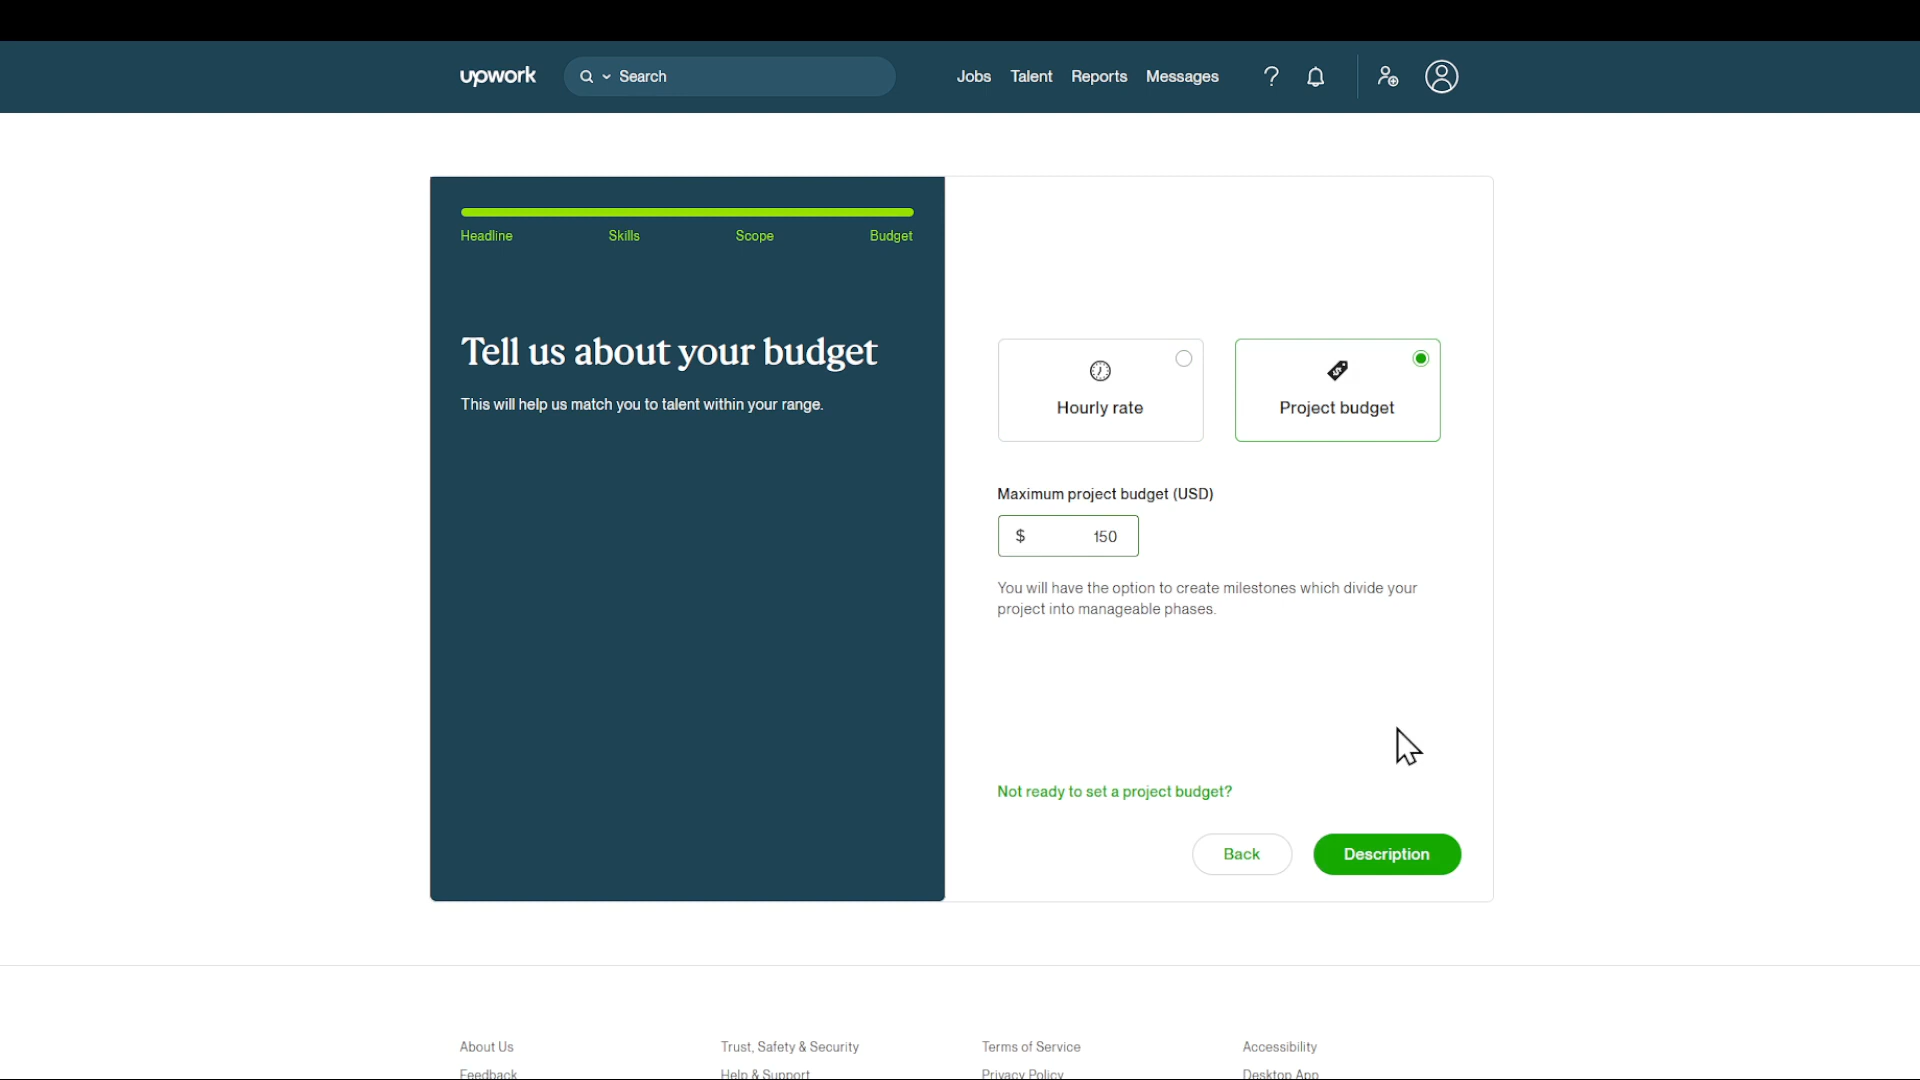 upwork Search Jobs Talent Reports Messages
Headline Skills Scope Budget
Tell us about your budget
This will help us match you to talent within your range.
Hourly rate
Project budget
Maximum project budget (USD)
$ 150
You will have the option to create milestones which divide your
project into manageable phases.
Not ready to set a project budget?
Back Description
About Us Trust, Safety & Security Terms of Service Accessibility
Feedback Help & Support Privacy Policy Desktop App